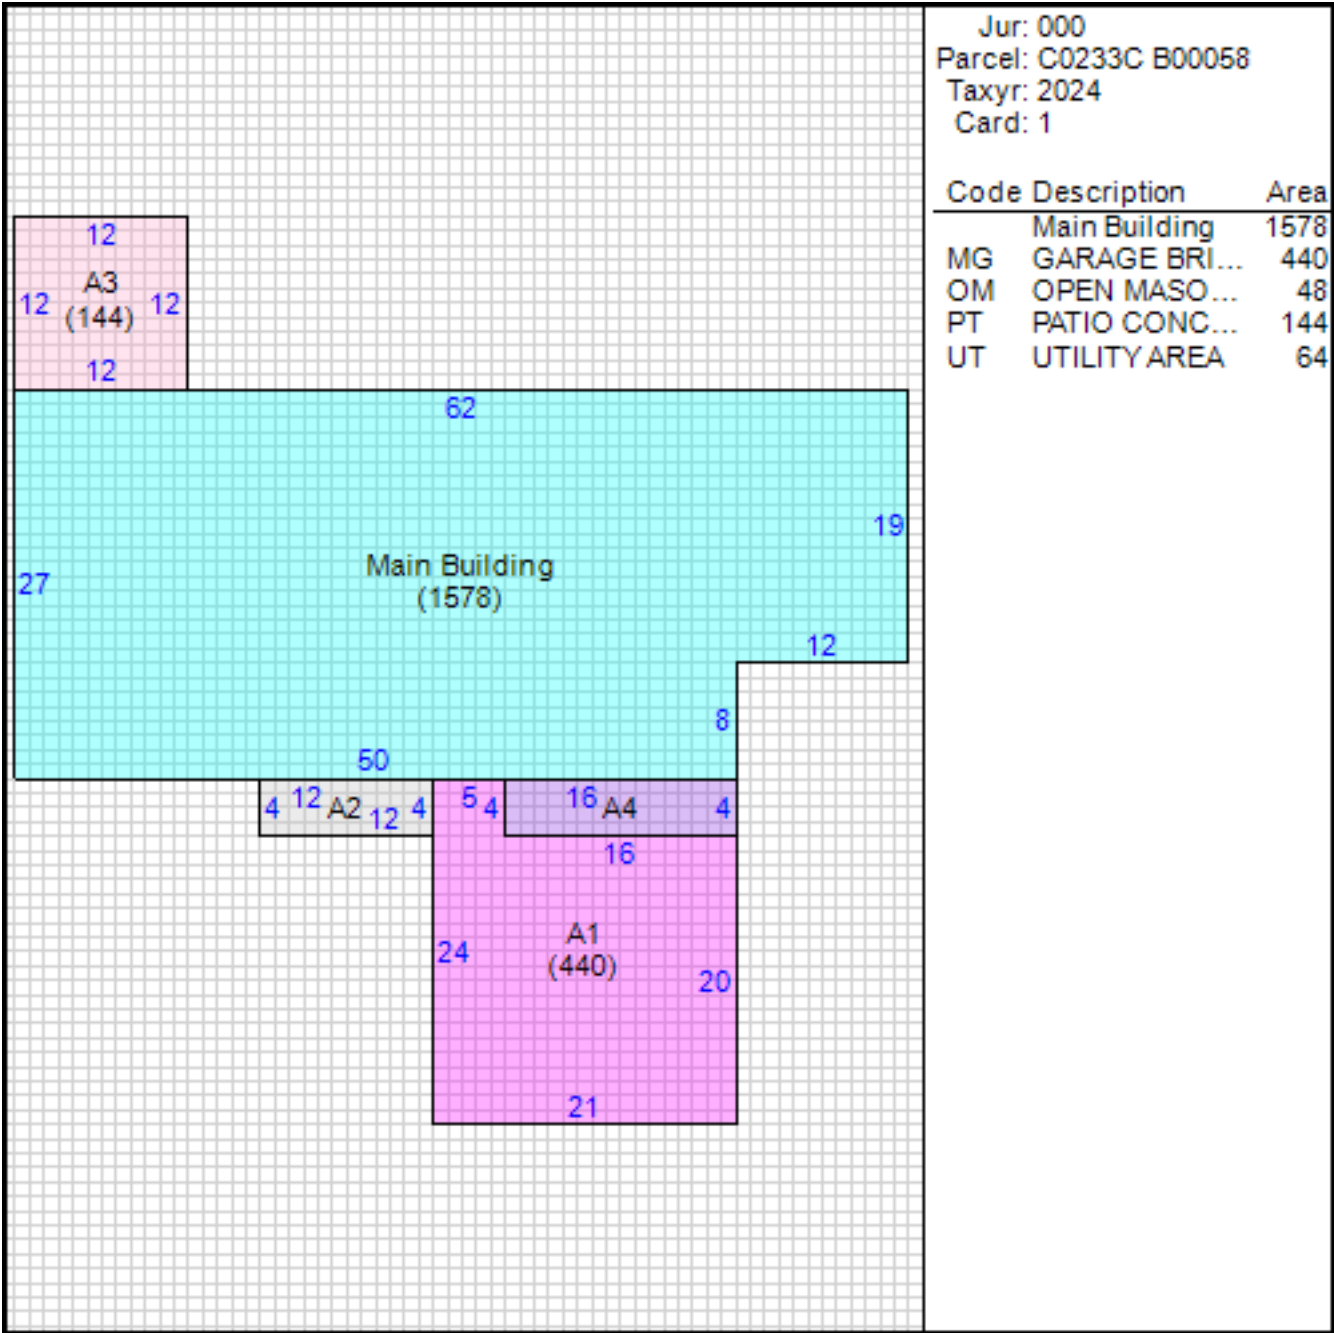 Jur: 000
Parcel: C0233C B00058
Taxyr: 2024
Card: 1
Code Description Area
Main Building 1578
MG GARAGE BRI... 440
OM OPEN MASO... 48
PT PATIO CONC... 144
UT UTILITY AREA 64
12
A3
12 (144) 12
12
62
19
27
Main Building
(1578)
12
8
50
4 12 A2 12 4 5 4 16 A4 4
16
A1
24 (440) 20
21